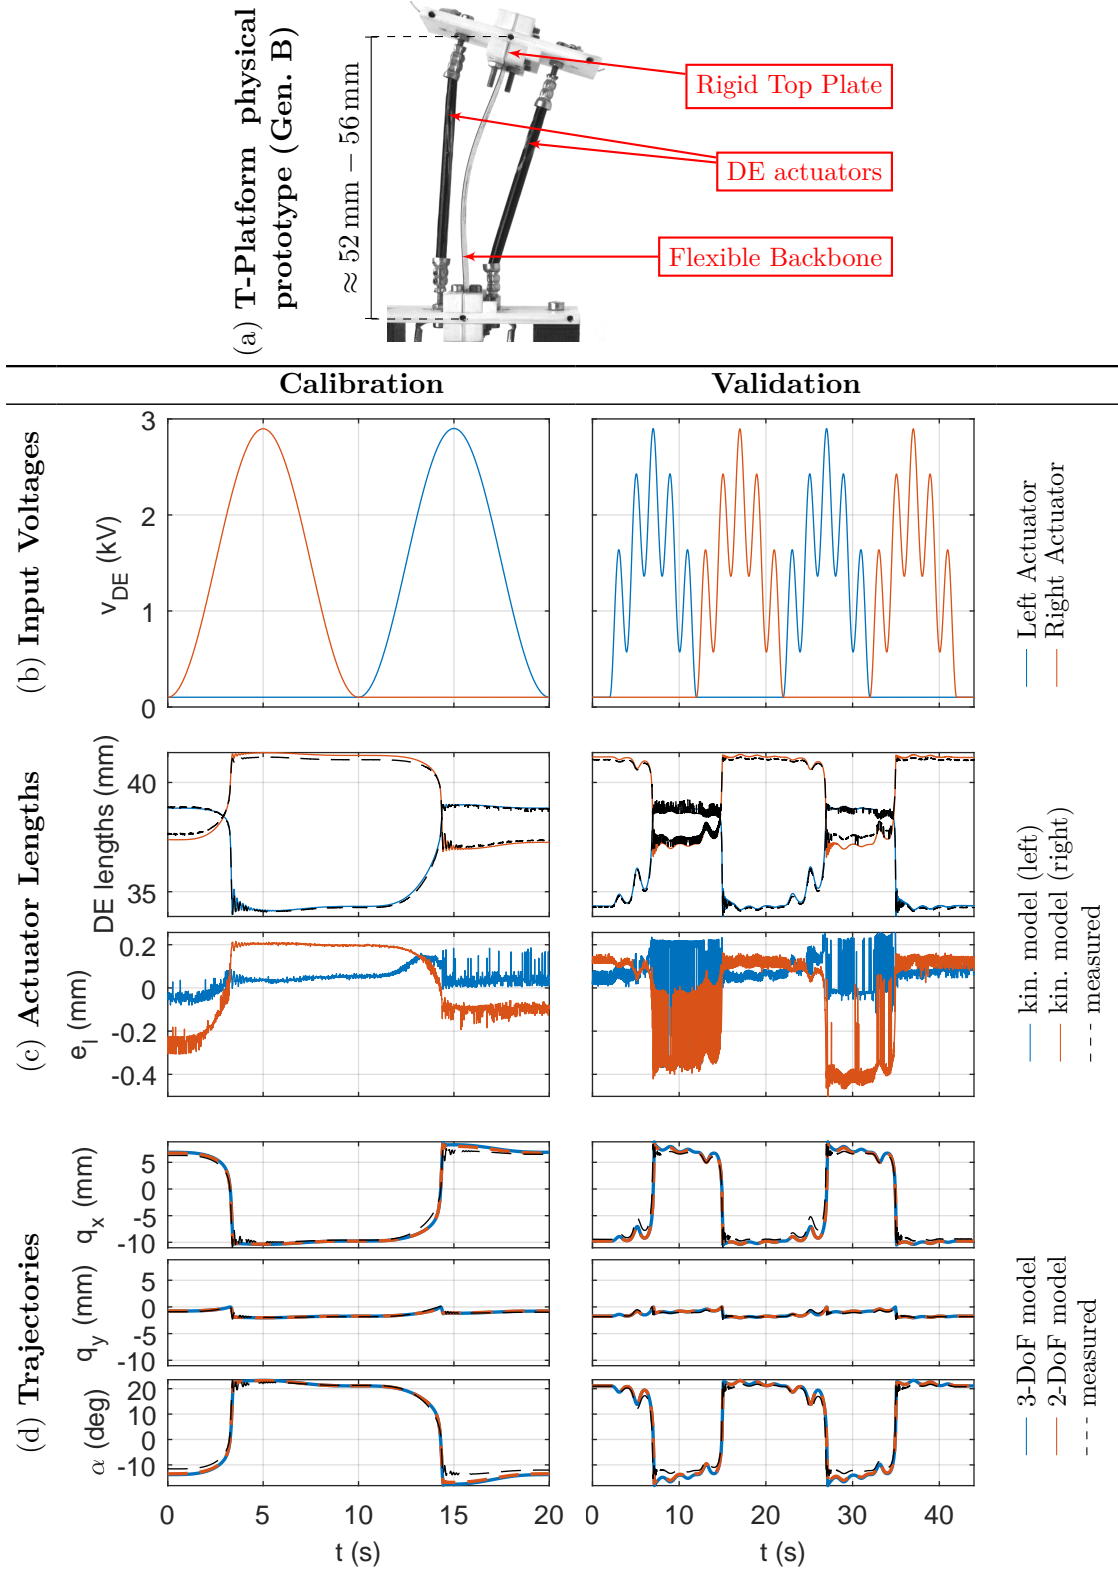 (a) T-Platform physical
prototype (Gen. B)
≈ 52 mm − 56 mm
Rigid Top Plate
DE actuators
Flexible Backbone
Calibration
Validation
(b) Input Voltages
v_DE (kV)
3
2
1
0
Left Actuator
Right Actuator
(c) Actuator Lengths
DE lengths (mm)
40
35
e_l (mm)
0.2
0
-0.2
-0.4
kin. model (left)
kin. model (right)
measured
(d) Trajectories
q_x (mm)
5
0
-5
-10
q_y (mm)
5
0
-5
-10
α (deg)
20
10
0
-10
0 5 10 15 20
t (s)
0 10 20 30 40
t (s)
3-DoF model
2-DoF model
measured